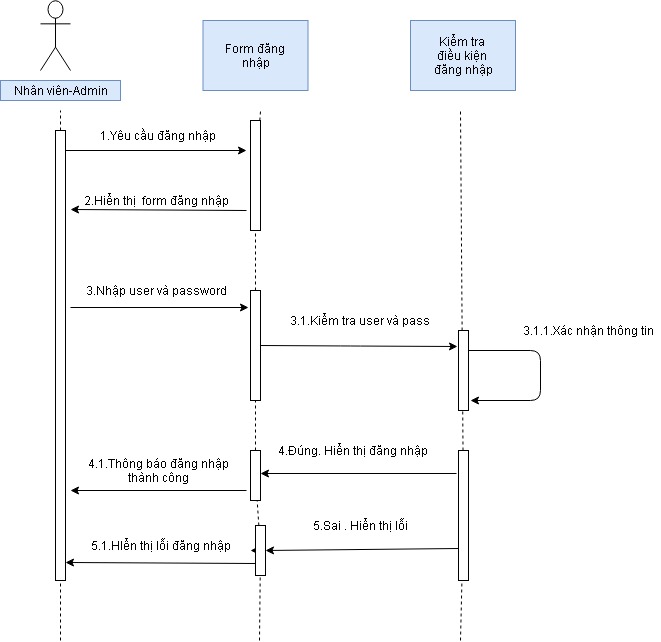 Form đăng
nhập
Kiểm tra
điều kiện
đăng nhập
Nhân viên-Admin
1.Yêu cầu đăng nhập
2.Hiển thị form đăng nhập
3.Nhập user và password
3.1.Kiểm tra user và pass
3.1.1.Xác nhận thông tin
4.Đúng. Hiển thị đăng nhập
4.1.Thông báo đăng nhập
thành công
5.Sai . Hiển thị lỗi
5.1.HIển thị lỗi đăng nhập